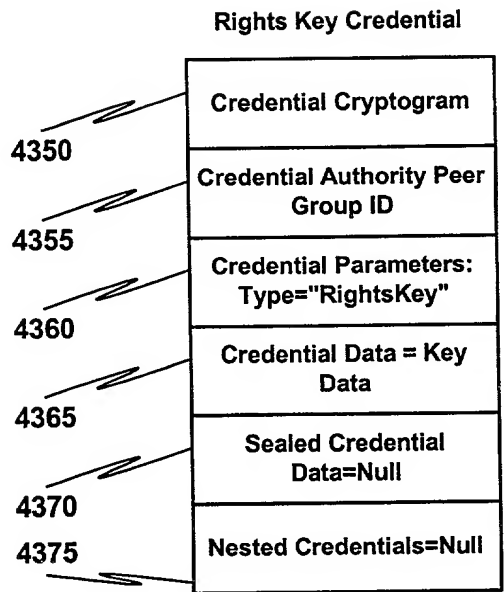 Rights Key Credential
Credential Cryptogram
4350
Credential Authority Peer
Group ID
4355
Credential Parameters:
Type="RightsKey"
4360
Credential Data = Key
Data
4365
Sealed Credential
Data=Null
4370
Nested Credentials=Null
4375